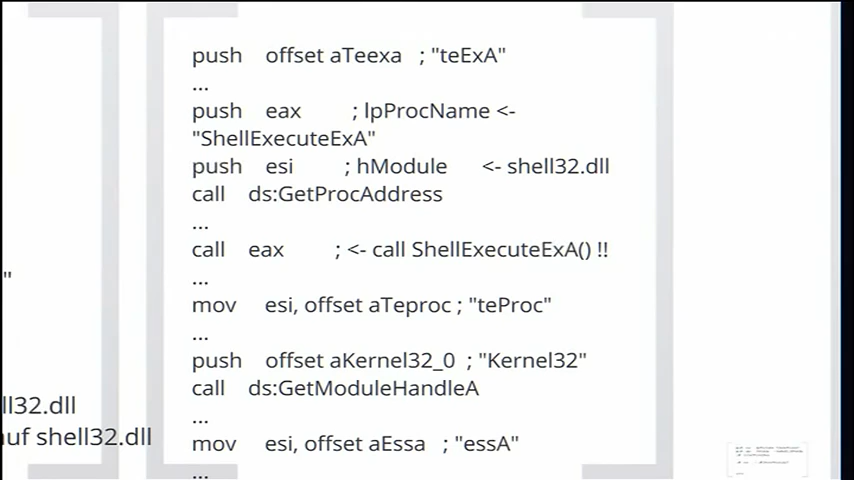 push offset aTeexa ; "teExA"
...
push eax ; lpProcName <-
"ShellExecuteExA"
push esi ; hModule <- shell32.dll
call ds:GetProcAddress
...
call eax ; <- call ShellExecuteExA() !!
...
"
mov esi, offset aTeproc ; "teProc"
...
push offset aKernel32_0 ; "Kernel32"
call ds:GetModuleHandleA
ll32.dll
...
uf shell32.dll
mov esi, offset aEssa ; "essA"
...